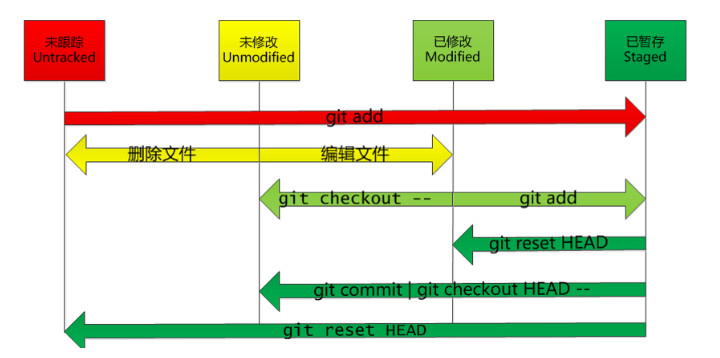 未跟踪
Untracked
未修改
Unmodified
已修改
Modified
已暂存
Staged
git add
删除文件
编辑文件
git checkout --
git add
git reset HEAD
git commit | git checkout HEAD --
git reset HEAD